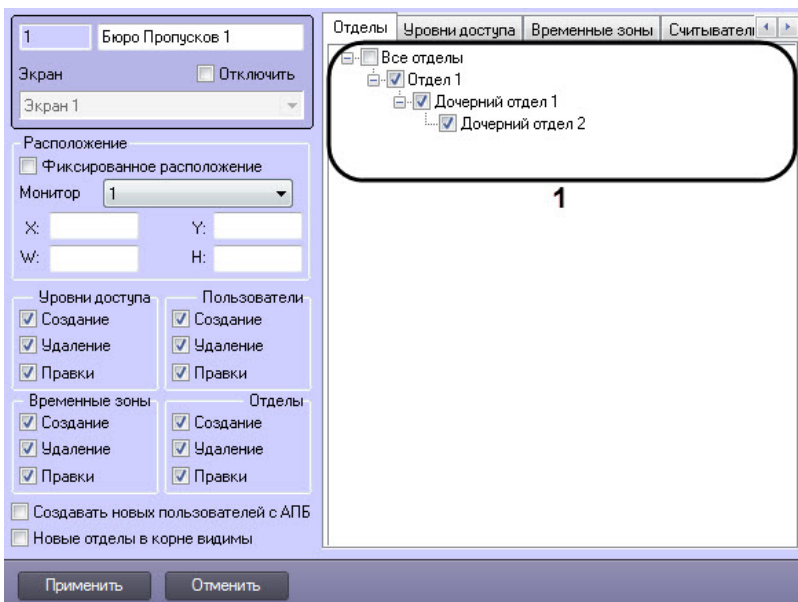 1 Бюро Пропусков 1
Экран Отключить
Экран 1
Расположение
Фиксированное расположение
Монитор 1
X: Y:
W: H:
Уровни доступа Пользователи
Создание Создание
Удаление Удаление
Правки Правки
Временные зоны Отделы
Создание Создание
Удаление Удаление
Правки Правки
Создавать новых пользователей с АПБ
Новые отделы в корне видимы
Отделы Уровни доступа Временные зоны Считывател
Все отделы
Отдел 1
Дочерний отдел 1
Дочерний отдел 2
1
Применить Отменить